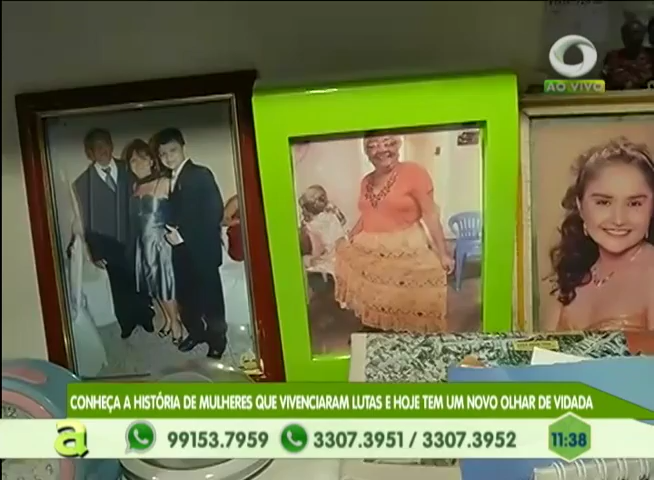 AO VIVO
CONHEÇA A HISTÓRIA DE MULHERES QUE VIVENCIARAM LUTAS E HOJE TEM UM NOVO OLHAR DE VIDADA
a 99153.7959 3307.3951 / 3307.3952 11:38